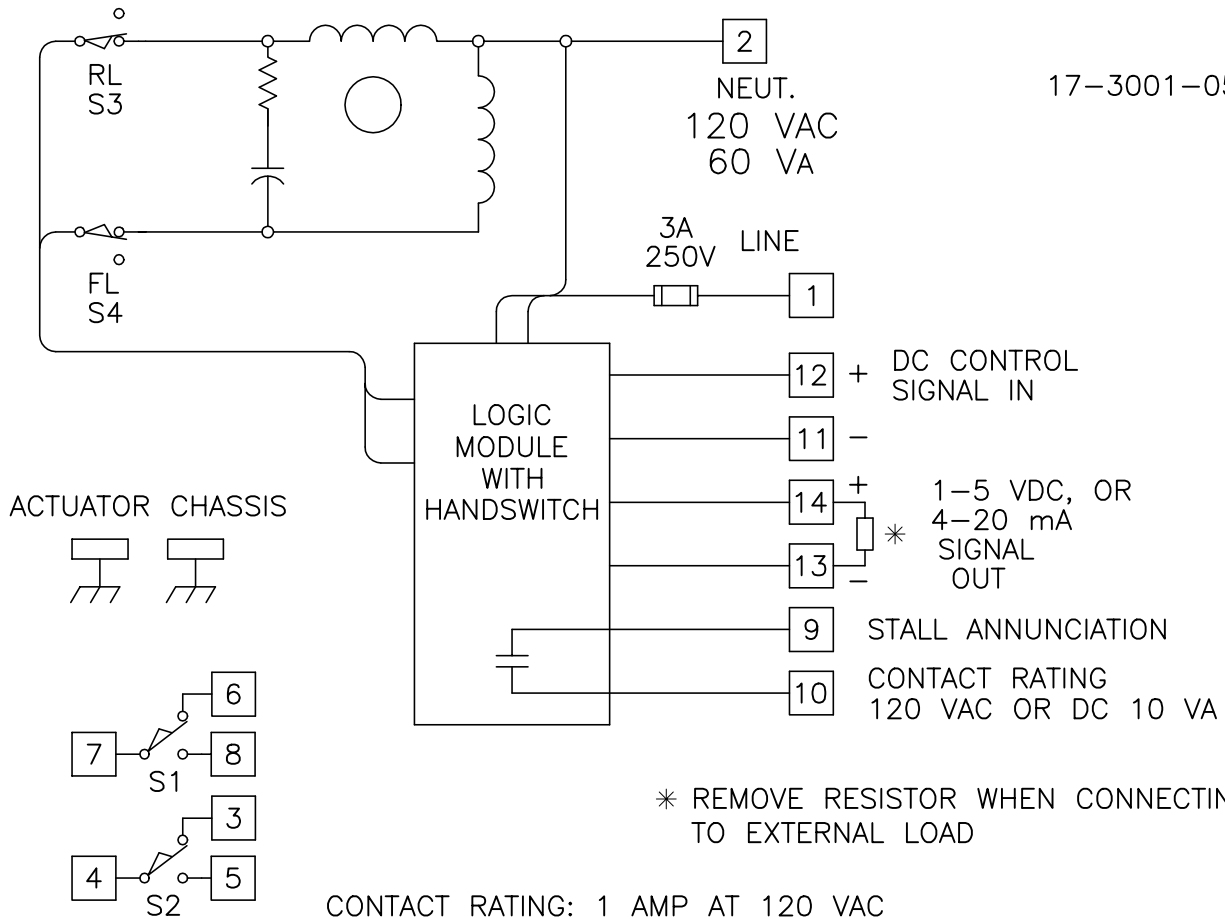 2
NEUT.
120 VAC
60 VA
17-3001-05
RL
S3
FL
S4
3A
250V
LINE
1
LOGIC
MODULE
WITH
HANDSWITCH
12 + DC CONTROL
SIGNAL IN
11 -
14 + 1-5 VDC, OR
4-20 mA
* SIGNAL
OUT
13 -
9 STALL ANNUNCIATION
10 CONTACT RATING
120 VAC OR DC 10 VA
ACTUATOR CHASSIS
6
7
8
S1
3
4
5
S2
* REMOVE RESISTOR WHEN CONNECTIN
TO EXTERNAL LOAD
CONTACT RATING: 1 AMP AT 120 VAC